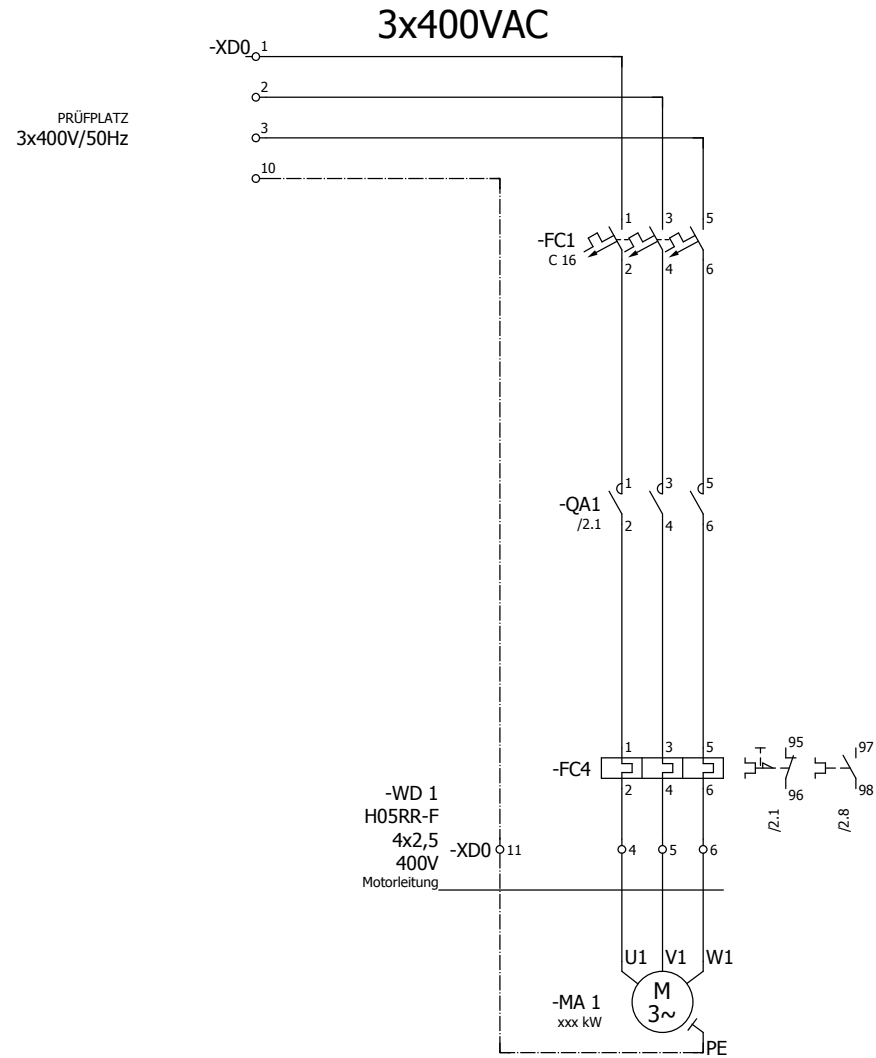 3x400VAC
-XD0 1
2
PRÜFPLATZ
3x400V/50Hz
3
10
1 3 5
-FC1
C 16
2 4 6
1 3 5
-QA1
/2.1
2 4 6
1 3 5
-FC4
2 4 6
95
96
/2.1
97
98
/2.8
-WD 1
H05RR-F
4x2,5
400V
Motorleitung
-XD0 11 4 5 6
U1 V1 W1
M
3~
-MA 1
xxx kW
PE